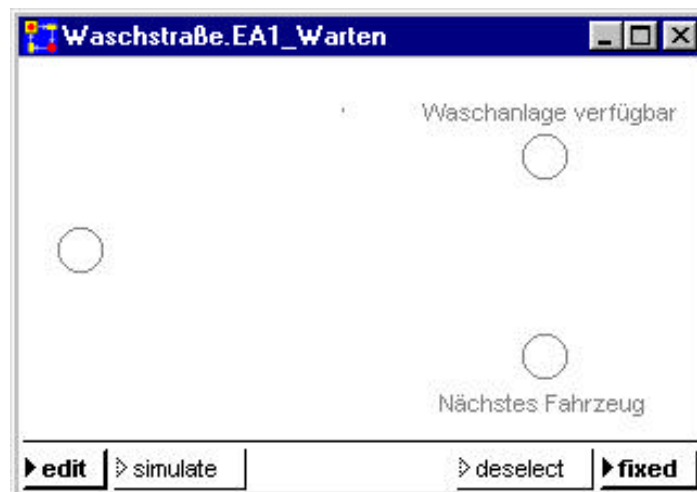 Waschstraße.EA1_Warten
Waschanlage verfügbar
Nächstes Fahrzeug
edit simulate deselect fixed